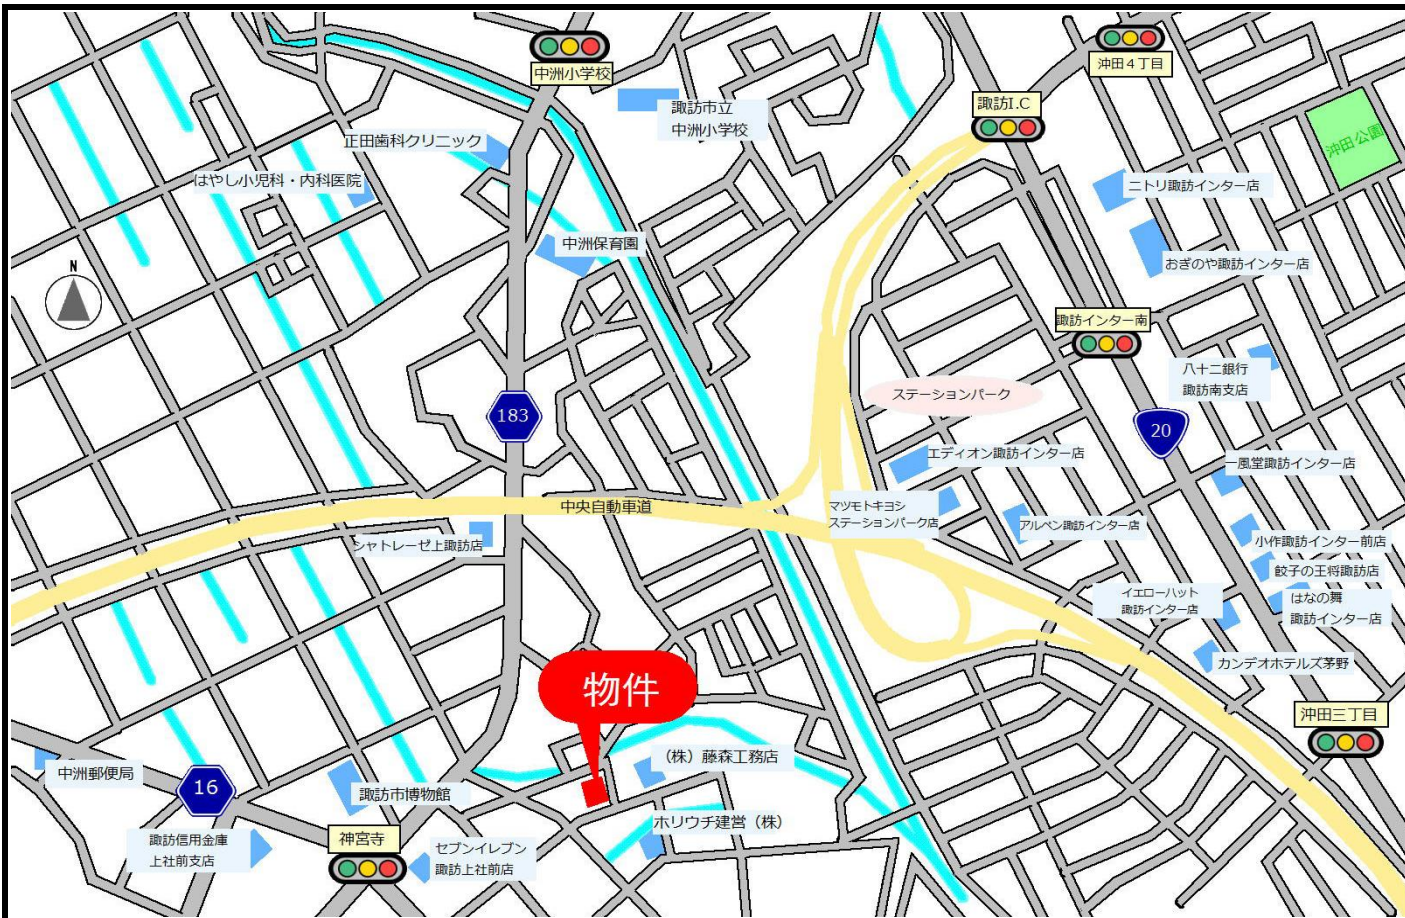 中洲小学校
沖田４丁目
諏訪市立
中洲小学校
諏訪I.C
正田歯科クリニック
沖田公園
はやし小児科・内科医院
ニトリ諏訪インター店
中洲保育園
おぎのや諏訪インター店
N
諏訪インター南
八十二銀行
諏訪南支店
ステーションパーク
183
20
エディオン諏訪インター店
一風堂諏訪インター店
中央自動車道
マツモトキヨシ
ステーションパーク店
アルペン諏訪インター店
シャトレーゼ上諏訪店
小作諏訪インター前店
餃子の王将諏訪店
イエローハット
諏訪インター店
はなの舞
諏訪インター店
カンデオホテルズ茅野
物件
沖田三丁目
（株）藤森工務店
中洲郵便局
16
諏訪市博物館
ホリウチ建営（株）
諏訪信用金庫
上社前支店
神宮寺
セブンイレブン
諏訪上社前店